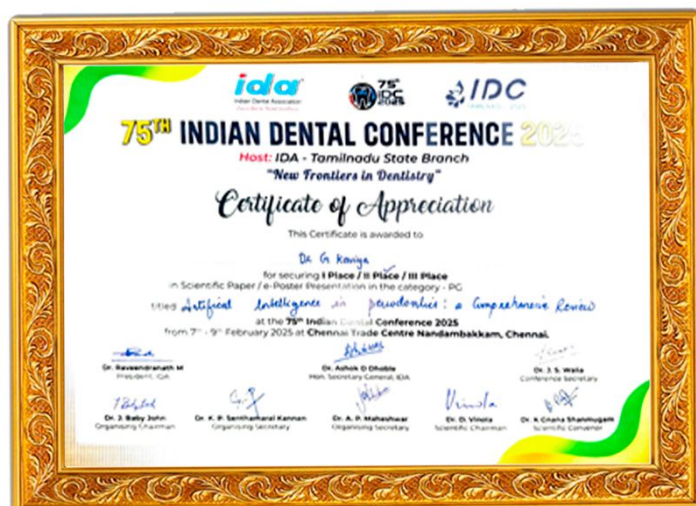 ida
Indian Dental Association
75th IDC 2025
IDC
75TH INDIAN DENTAL CONFERENCE 2025
Host: IDA - Tamilnadu State Branch
"New Frontiers in Dentistry"
Certificate of Appreciation
This Certificate is awarded to
Dr G Kaviya
for securing I Place / II Place / III Place
in Scientific Paper / e-Poster Presentation in the category - PG
titled Artifical Intelligence in periodontics : a Comprehensive Review
at the 75th Indian Dental Conference 2025
from 7th - 9th February 2025 at Chennai Trade Centre Nandambakkam, Chennai.
Dr. Raveendranath M
President, IDA
Dr. Ashok D Dhoble
Hon. Secretary General, IDA
Dr. J. S. Walia
Conference Secretary
Dr. J. Baby John
Organising Chairman
Dr. K. P. Senthamarai Kannan
Organising Secretary
Dr. A. P. Maheshwar
Organising Secretary
Vinola
Dr. D. Vinola
Scientific Chairman
Dr. K Gnana Shanmugam
Scientific Convenor